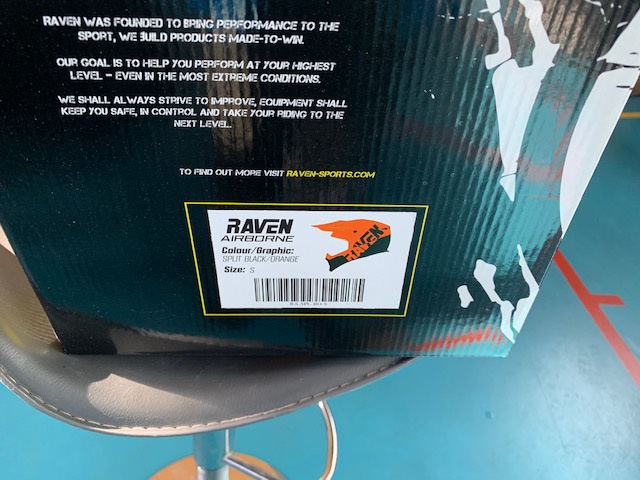 RAVEN WAS FOUNDED TO BRING PERFORMANCE TO THE
SPORT, WE BUILD PRODUCTS MADE-TO-WIN.
OUR GOAL IS TO HELP YOU PERFORM AT YOUR HIGHEST
LEVEL - EVEN IN THE MOST EXTREME CONDITIONS.
WE SHALL ALWAYS STRIVE TO IMPROVE, EQUIPMENT SHALL
KEEP YOU SAFE, IN CONTROL AND TAKE YOUR RIDING TO THE
NEXT LEVEL.
TO FIND OUT MORE VISIT RAVEN-SPORTS.COM
RAVEN
AIRBORNE
Colour/Graphic:
SPLIT BLACK/ORANGE
Size: S
RAVEN